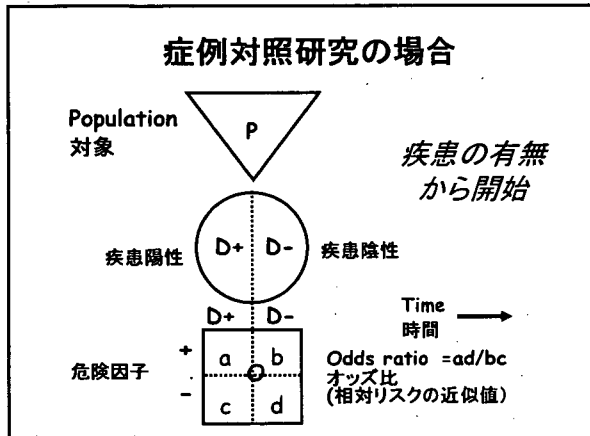 症例対照研究の場合
Population
対象
P
疾患の有無
から開始
疾患陽性
D+
D-
疾患陰性
D+
D-
Time
時間
危険因子
+
-
a
b
O
c
d
Odds ratio =ad/bc
オッズ比
(相対リスクの近似値)